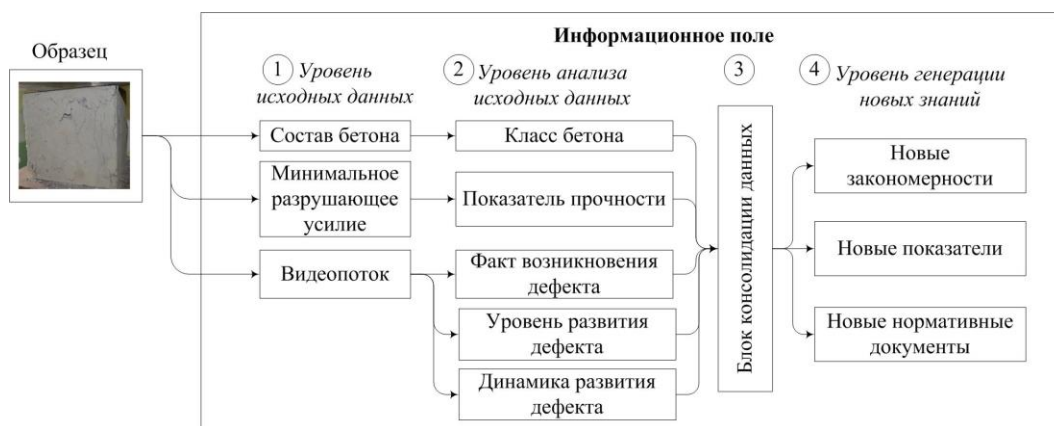 Информационное поле
Образец
1 Уровень
исходных данных
2 Уровень анализа
исходных данных
3
4 Уровень генерации
новых знаний
Состав бетона
Минимальное
разрушающее
усилие
Видеопоток
Класс бетона
Показатель прочности
Факт возникновения
дефекта
Уровень развития
дефекта
Динамика развития
дефекта
Блок консолидации данных
Новые
закономерности
Новые показатели
Новые нормативные
документы